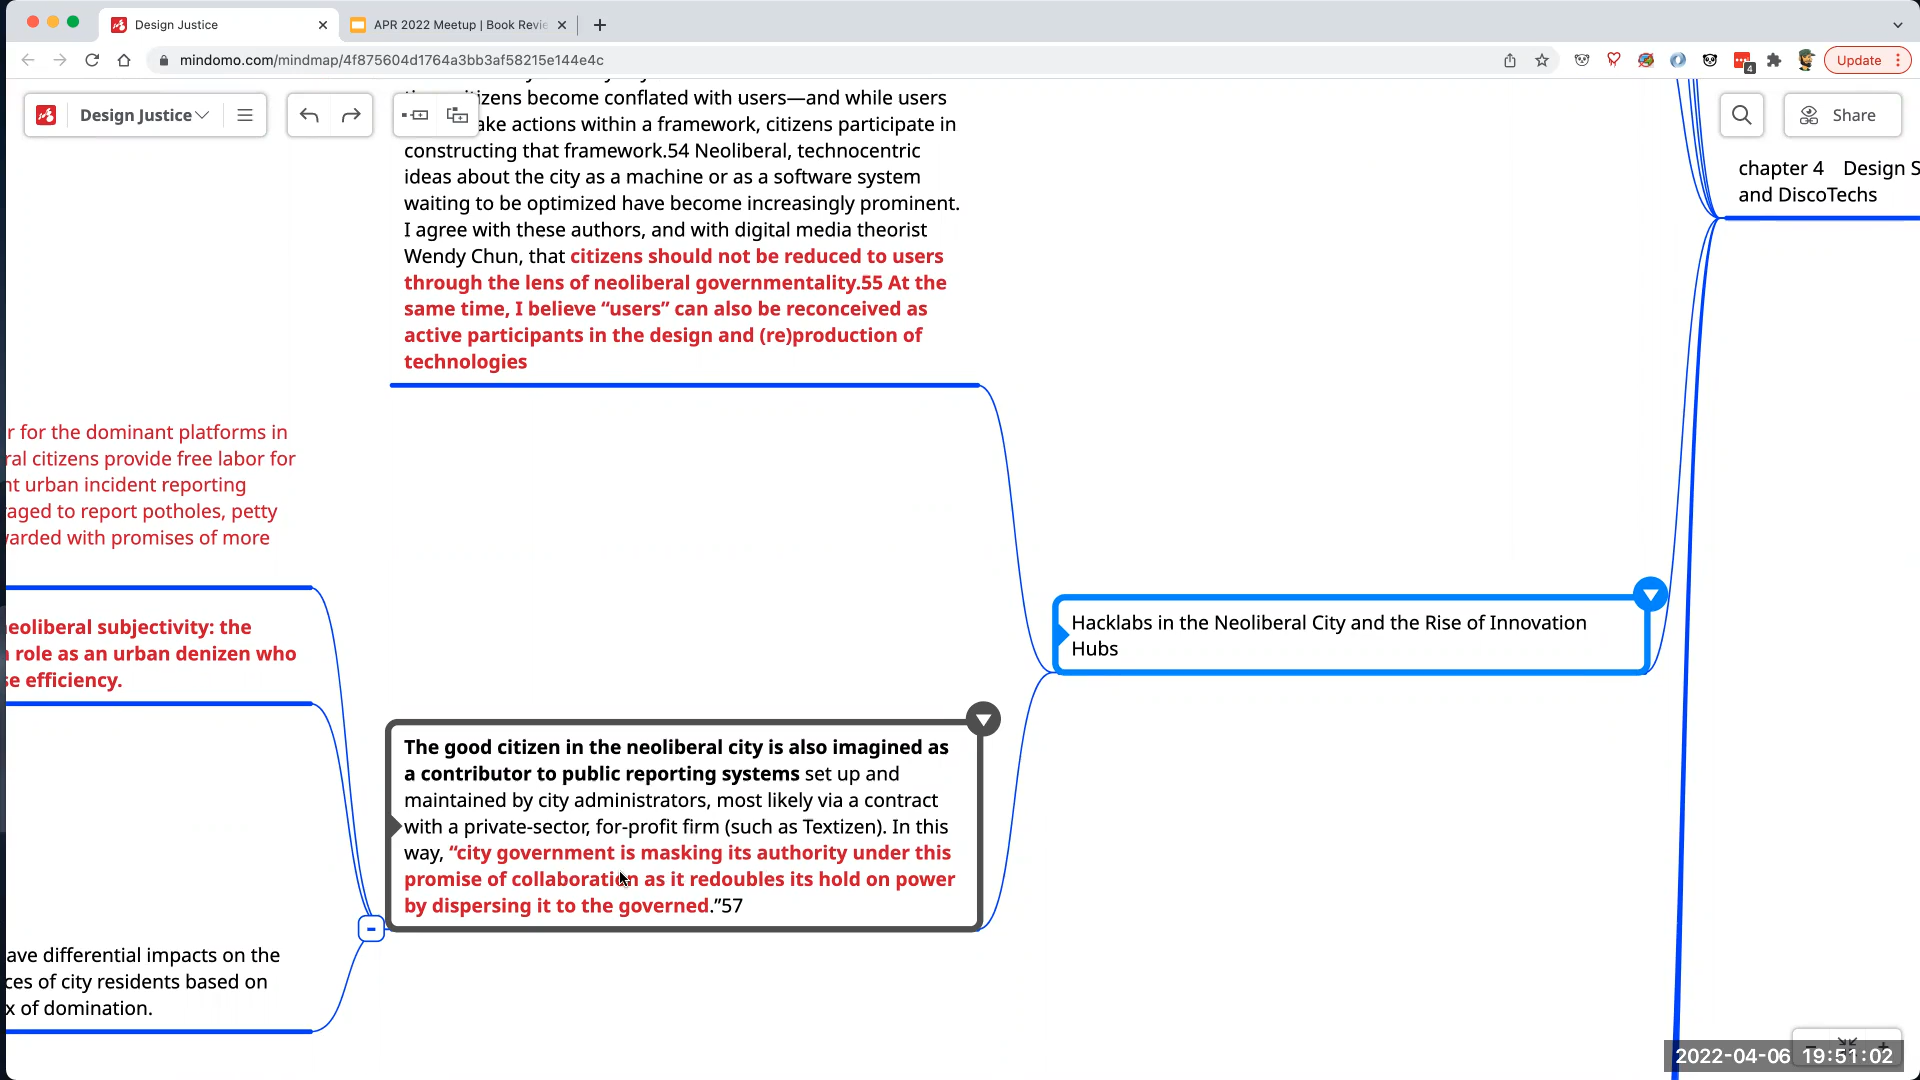 Design Justice
APR 2022 Meetup | Book Revie
mindomo.com/mindmap/4f875604d1764a3bb3af58215e144e4c
Update
4
Design Justice
Share
citizens become conflated with users—and while users
ake actions within a framework, citizens participate in
constructing that framework.54 Neoliberal, technocentric
ideas about the city as a machine or as a software system
waiting to be optimized have become increasingly prominent.
I agree with these authors, and with digital media theorist
Wendy Chun, that citizens should not be reduced to users
through the lens of neoliberal governmentality.55 At the
same time, I believe “users” can also be reconceived as
active participants in the design and (re)production of
technologies
chapter 4 Design S
and DiscoTechs
r for the dominant platforms in
ral citizens provide free labor for
nt urban incident reporting
aged to report potholes, petty
warded with promises of more
eoliberal subjectivity: the
role as an urban denizen who
se efficiency.
ave differential impacts on the
ces of city residents based on
x of domination.
Hacklabs in the Neoliberal City and the Rise of Innovation
Hubs
The good citizen in the neoliberal city is also imagined as
a contributor to public reporting systems set up and
maintained by city administrators, most likely via a contract
with a private-sector, for-profit firm (such as Textizen). In this
way, “city government is masking its authority under this
promise of collaboration as it redoubles its hold on power
by dispersing it to the governed.”57
2022-04-06 19:51:02